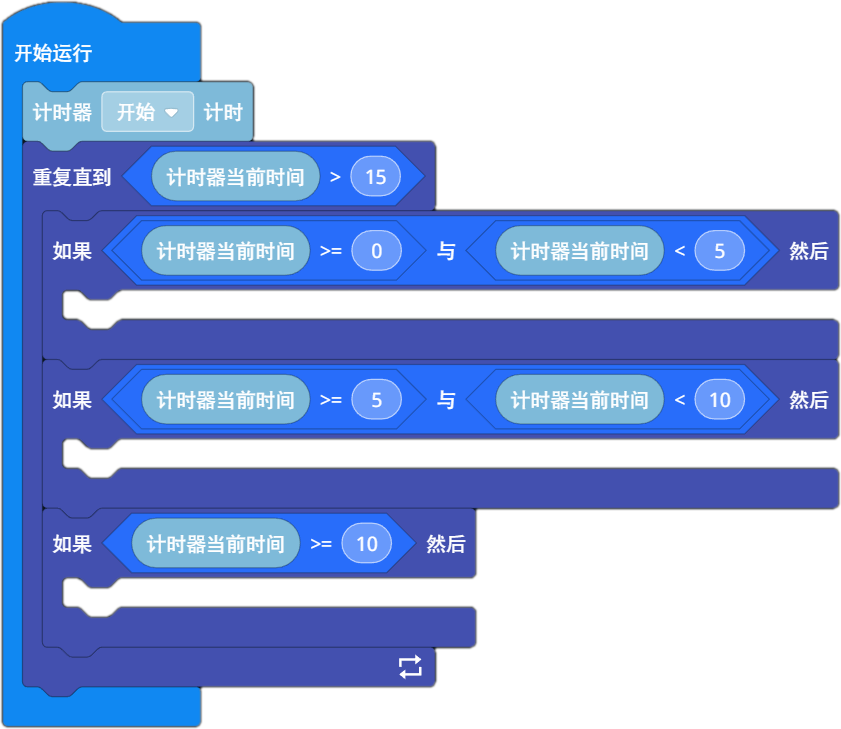 开始运行
计时器 开始 计时
重复直到 计时器当前时间 > 15
如果 计时器当前时间 >= 0 与 计时器当前时间 < 5 然后
如果 计时器当前时间 >= 5 与 计时器当前时间 < 10 然后
如果 计时器当前时间 >= 10 然后